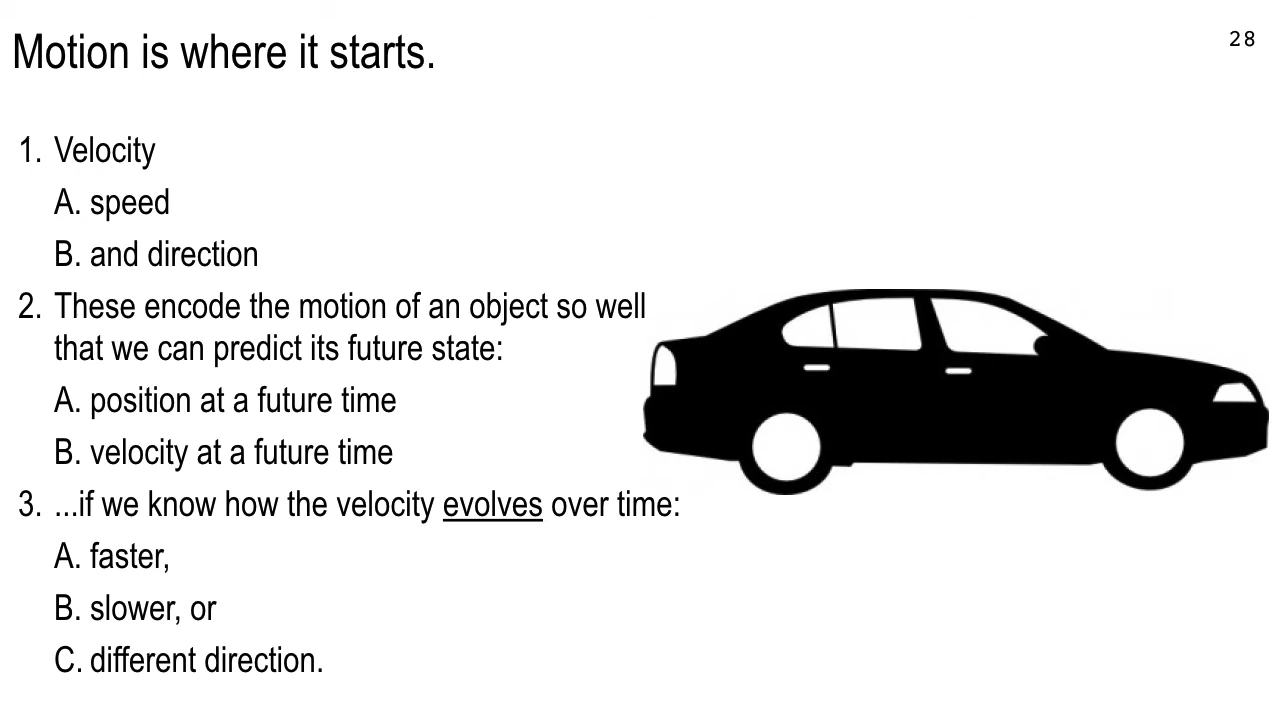 Motion is where it starts.
28
1. Velocity
A. speed
B. and direction
2. These encode the motion of an object so well
that we can predict its future state:
A. position at a future time
B. velocity at a future time
3. ...if we know how the velocity evolves over time:
A. faster,
B. slower, or
C. different direction.